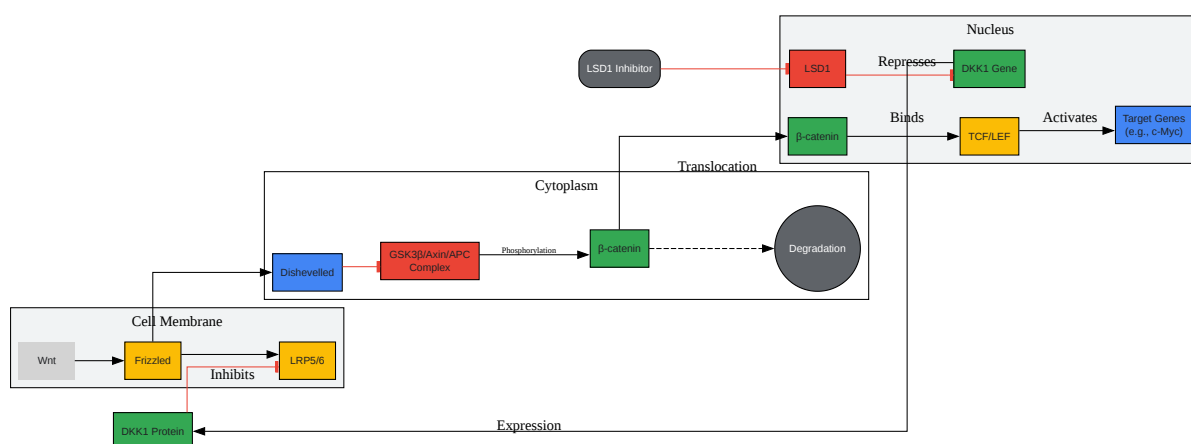 Nucleus
LSD1 Inhibitor
LSD1
Represses
DKK1 Gene
β-catenin
Binds
TCF/LEF
Activates
Target Genes
(e.g., c-Myc)
Translocation
Cytoplasm
Dishevelled
GSK3β/Axin/APC
Complex
Phosphorylation
β-catenin
Degradation
Cell Membrane
Wnt
Frizzled
LRP5/6
Inhibits
DKK1 Protein
Expression